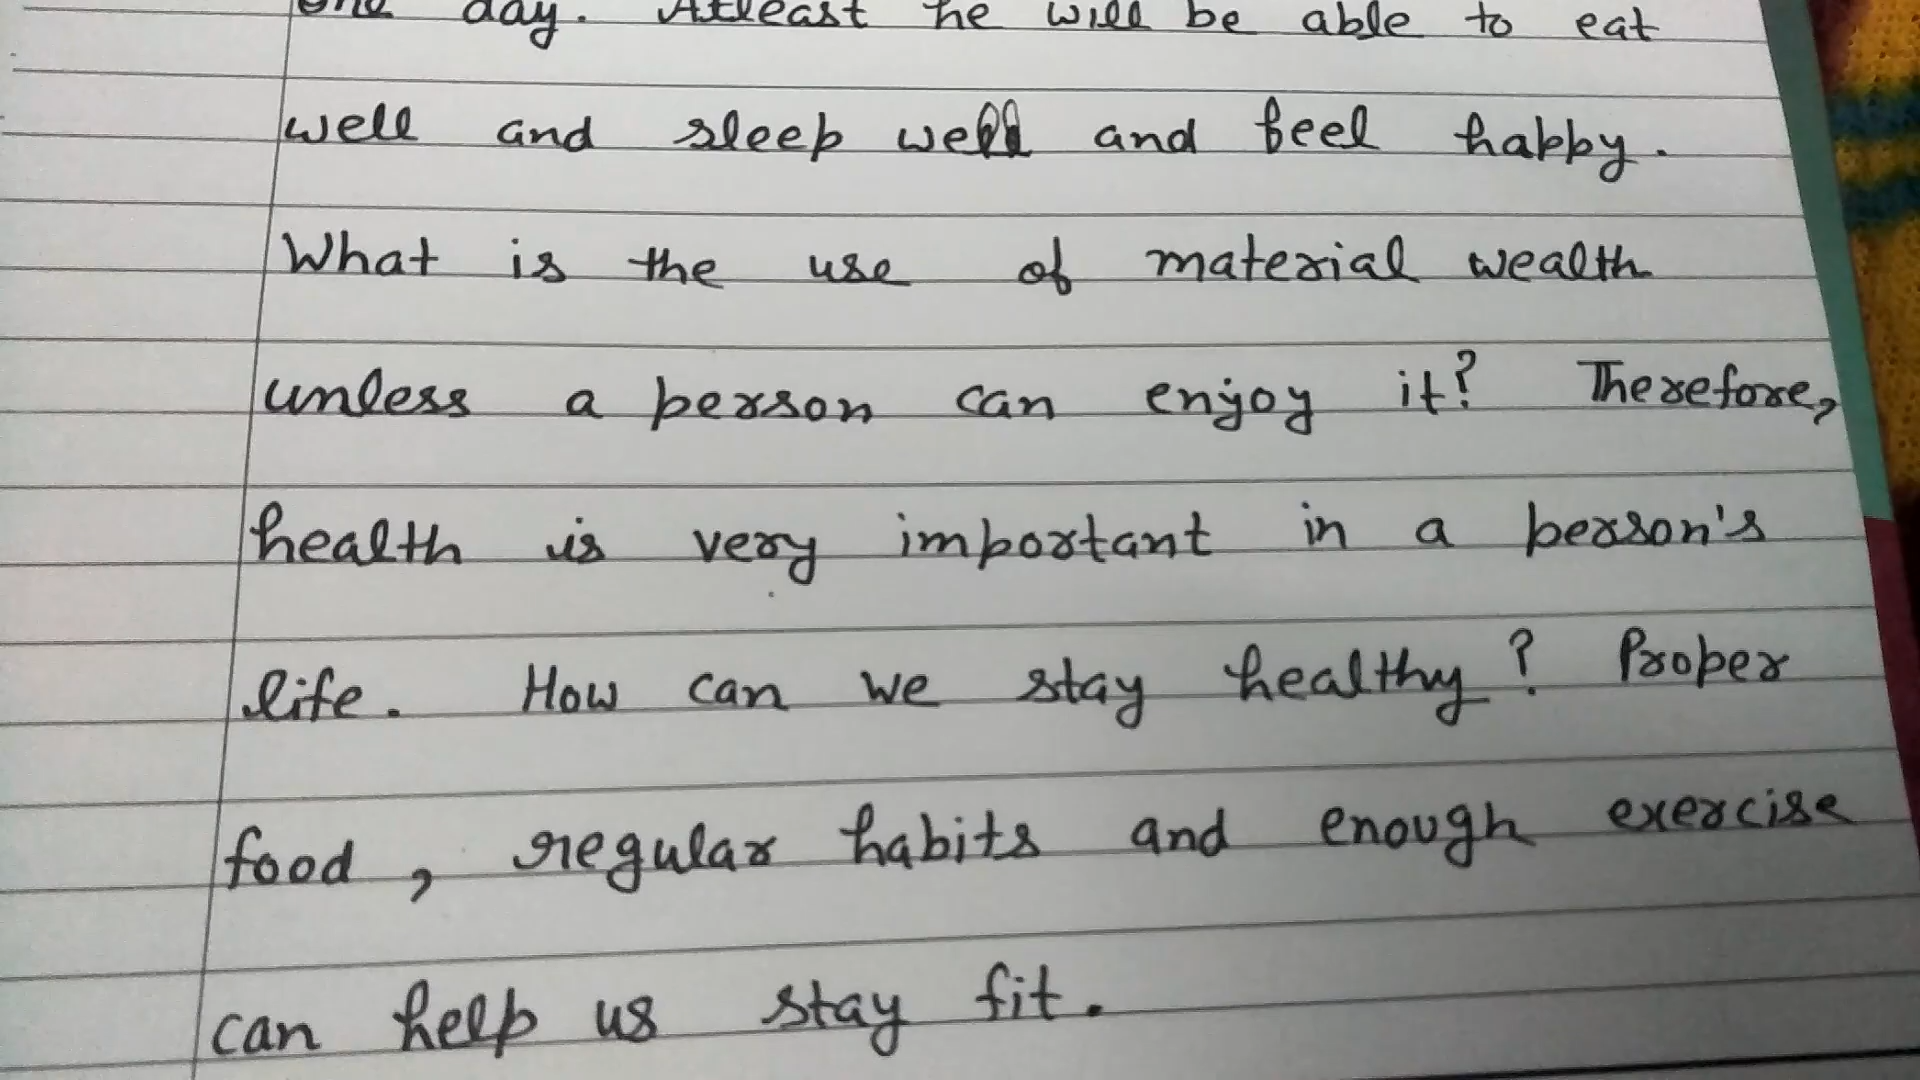 one day. Atleast he will be able to eat
well and sleep well and feel happy.
What is the use of material wealth
unless a person can enjoy it? Therefore,
health is very important in a person's
life. How can we stay healthy? Proper
food, regular habits and enough exercise
can help us stay fit.